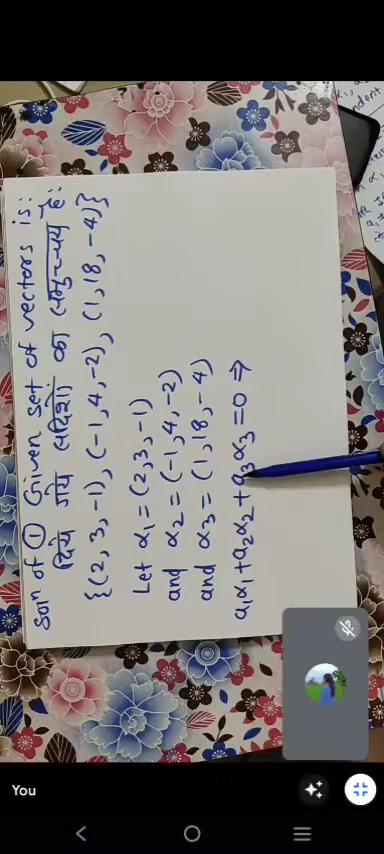 Soln of ① Given set of vectors is:
दिये गये सदिशों का समुच्चय है:
{(2, 3, -1), (-1, 4, -2), (1, 18, -4)}
Let α₁ = (2, 3, -1)
and α₂ = (-1, 4, -2)
and α₃ = (1, 18, -4)
a₁α₁ + a₂α₂ + a₃α₃ = 0 ⇒
You